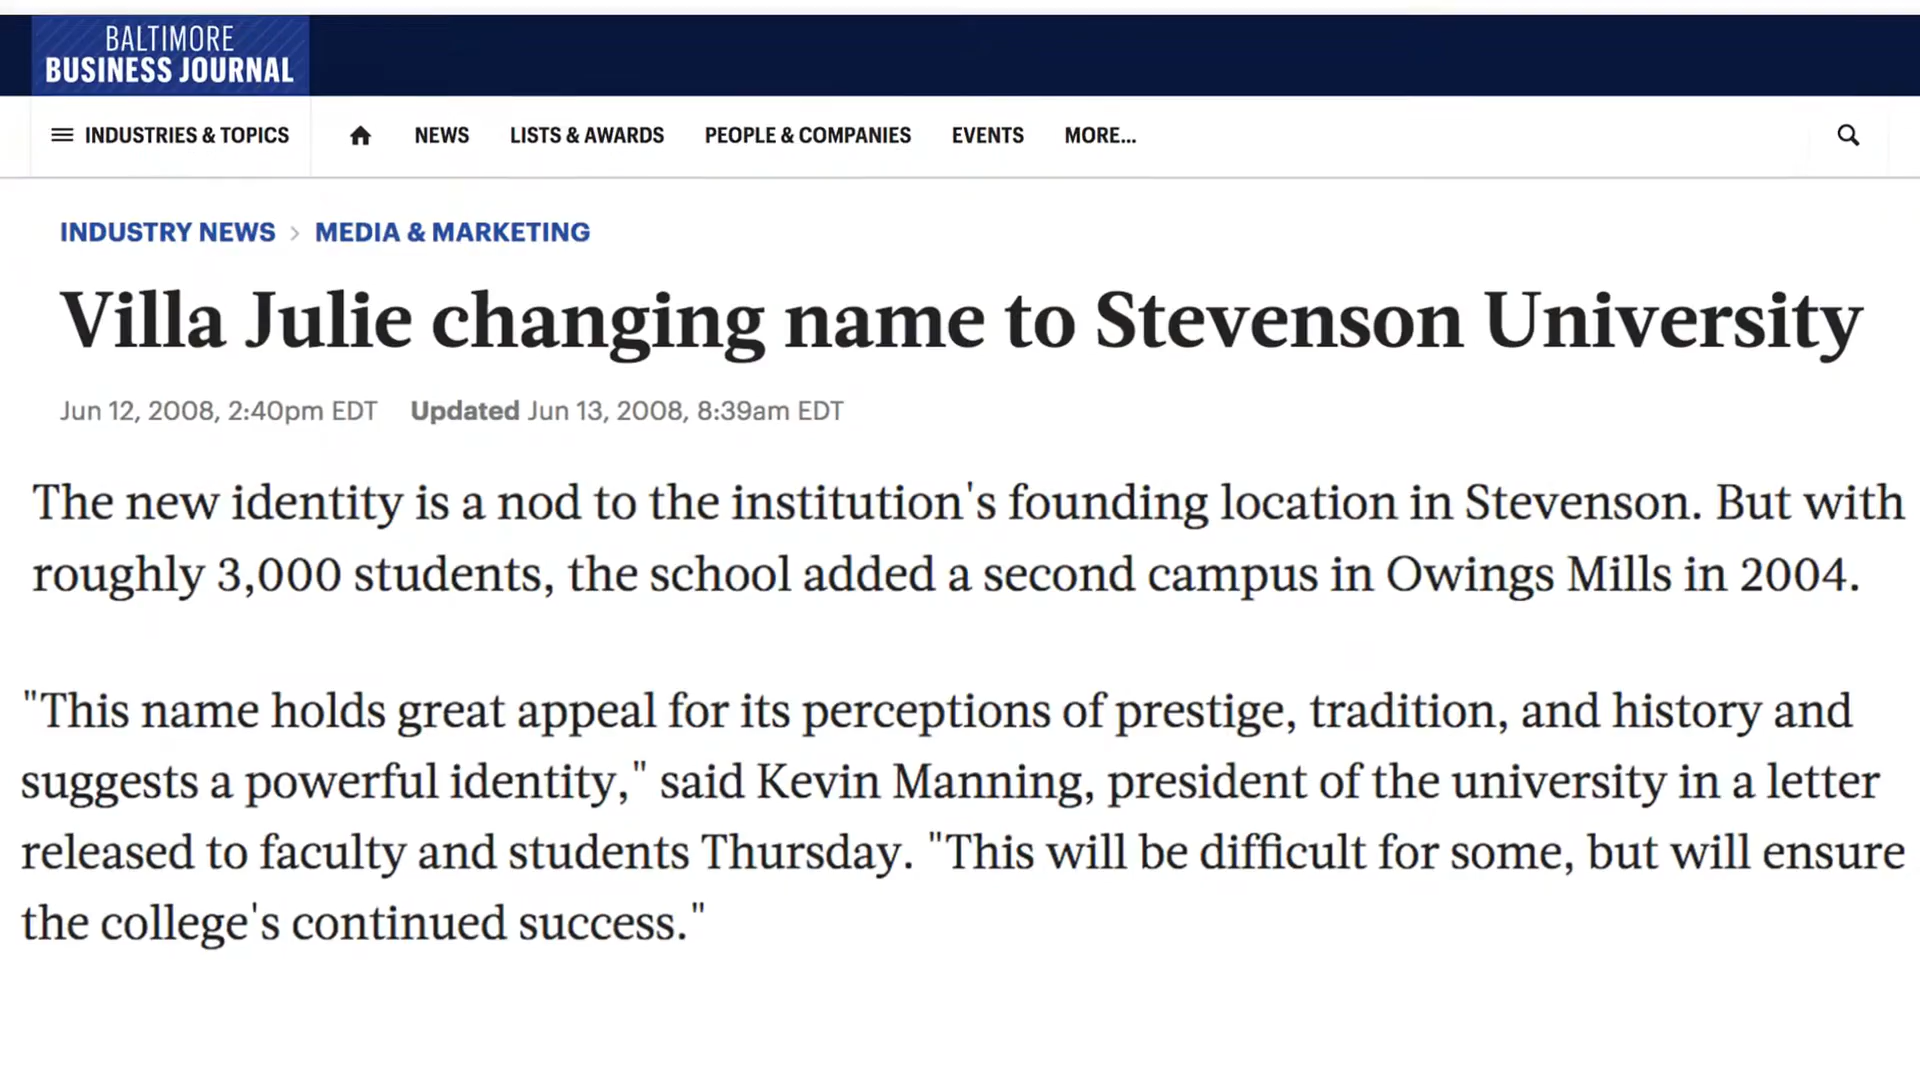 BALTIMORE
BUSINESS JOURNAL
INDUSTRIES & TOPICS NEWS LISTS & AWARDS PEOPLE & COMPANIES EVENTS MORE...
INDUSTRY NEWS > MEDIA & MARKETING
Villa Julie changing name to Stevenson University
Jun 12, 2008, 2:40pm EDT Updated Jun 13, 2008, 8:39am EDT
The new identity is a nod to the institution's founding location in Stevenson. But with
roughly 3,000 students, the school added a second campus in Owings Mills in 2004.
"This name holds great appeal for its perceptions of prestige, tradition, and history and
suggests a powerful identity," said Kevin Manning, president of the university in a letter
released to faculty and students Thursday. "This will be difficult for some, but will ensure
the college's continued success."